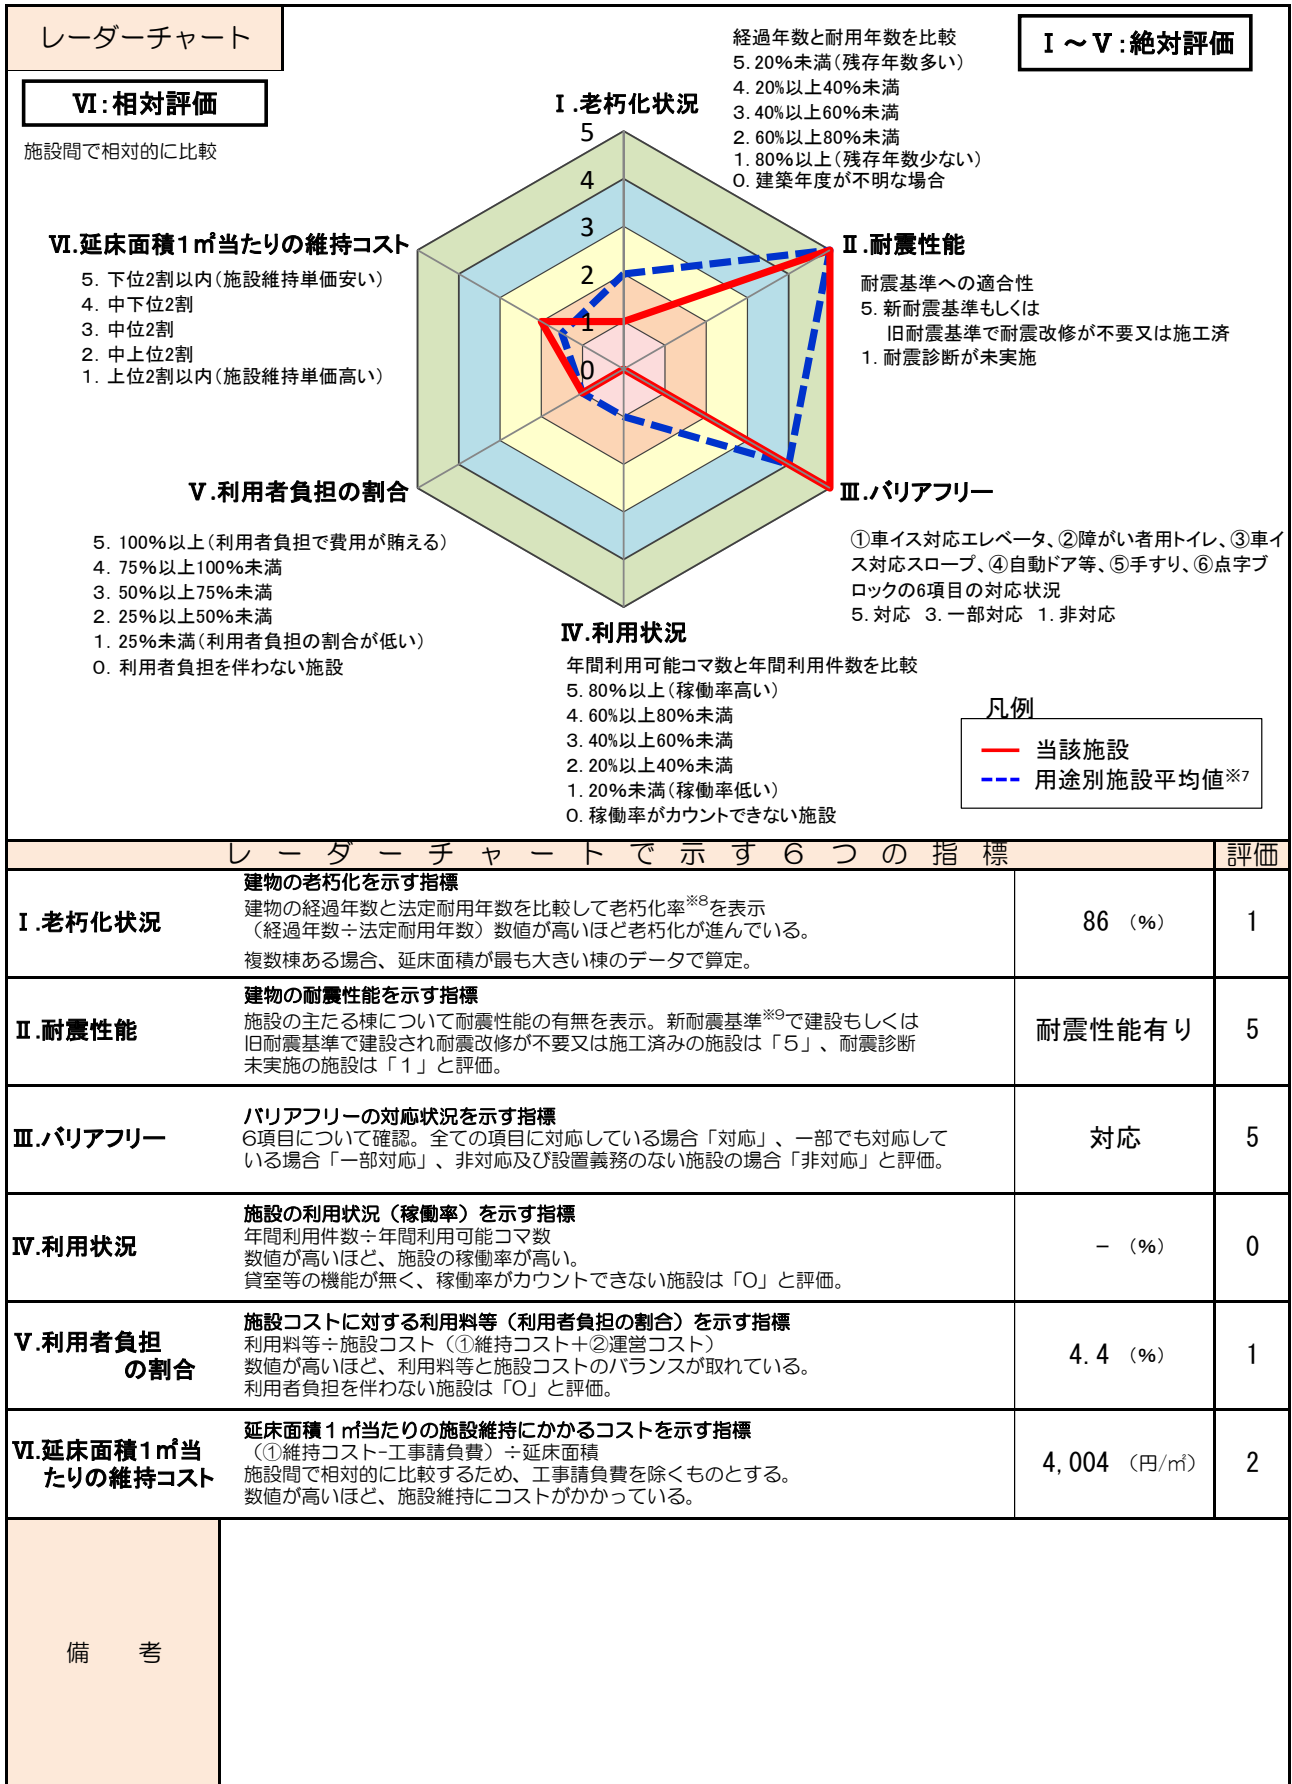 レーダーチャート
Ⅵ:相対評価
施設間で相対的に比較
Ⅰ～Ⅴ:絶対評価
Ⅰ.老朽化状況
経過年数と耐用年数を比較
5.20%未満(残存年数多い)
4.20%以上40%未満
3.40%以上60%未満
2.60%以上80%未満
1.80%以上(残存年数少ない)
0.建築年度が不明な場合
5
4
3
2
1
0
Ⅱ.耐震性能
耐震基準への適合性
5.新耐震基準もしくは
旧耐震基準で耐震改修が不要又は施工済
1.耐震診断が未実施
Ⅵ.延床面積1㎡当たりの維持コスト
5.下位2割以内(施設維持単価安い)
4.中下位2割
3.中位2割
2.中上位2割
1.上位2割以内(施設維持単価高い)
Ⅴ.利用者負担の割合
5.100%以上(利用者負担で費用が賄える)
4.75%以上100%未満
3.50%以上75%未満
2.25%以上50%未満
1.25%未満(利用者負担の割合が低い)
0.利用者負担を伴わない施設
Ⅲ.バリアフリー
①車イス対応エレベータ、②障がい者用トイレ、③車イ
ス対応スロープ、④自動ドア等、⑤手すり、⑥点字ブ
ロックの6項目の対応状況
5.対応 3.一部対応 1.非対応
Ⅳ.利用状況
年間利用可能コマ数と年間利用件数を比較
5.80%以上(稼働率高い)
4.60%以上80%未満
3.40%以上60%未満
2.20%以上40%未満
1.20%未満(稼働率低い)
0.稼働率がカウントできない施設
凡例
当該施設
用途別施設平均値※7
レーダーチャートで示す6つの指標 評価
Ⅰ.老朽化状況
建物の老朽化を示す指標
建物の経過年数と法定耐用年数を比較して老朽化率※8を表示
(経過年数÷法定耐用年数)数値が高いほど老朽化が進んでいる。
複数棟ある場合、延床面積が最も大きい棟のデータで算定。
86 (%) 1
Ⅱ.耐震性能
建物の耐震性能を示す指標
施設の主たる棟について耐震性能の有無を表示。新耐震基準※9で建設もしくは
旧耐震基準で建設され耐震改修が不要又は施工済みの施設は「5」、耐震診断
未実施の施設は「1」と評価。
耐震性能有り 5
Ⅲ.バリアフリー
バリアフリーの対応状況を示す指標
6項目について確認。全ての項目に対応している場合「対応」、一部でも対応して
いる場合「一部対応」、非対応及び設置義務のない施設の場合「非対応」と評価。
対応 5
Ⅳ.利用状況
施設の利用状況(稼働率)を示す指標
年間利用件数÷年間利用可能コマ数
数値が高いほど、施設の稼働率が高い。
貸室等の機能が無く、稼働率がカウントできない施設は「0」と評価。
- (%) 0
Ⅴ.利用者負担
の割合
施設コストに対する利用料等(利用者負担の割合)を示す指標
利用料等÷施設コスト(①維持コスト+②運営コスト)
数値が高いほど、利用料等と施設コストのバランスが取れている。
利用者負担を伴わない施設は「0」と評価。
4.4 (%) 1
Ⅵ.延床面積1㎡当
たりの維持コスト
延床面積1㎡当たりの施設維持にかかるコストを示す指標
(①維持コスト-工事請負費)÷延床面積
施設間で相対的に比較するため、工事請負費を除くものとする。
数値が高いほど、施設維持にコストがかかっている。
4,004 (円/㎡) 2
備 考